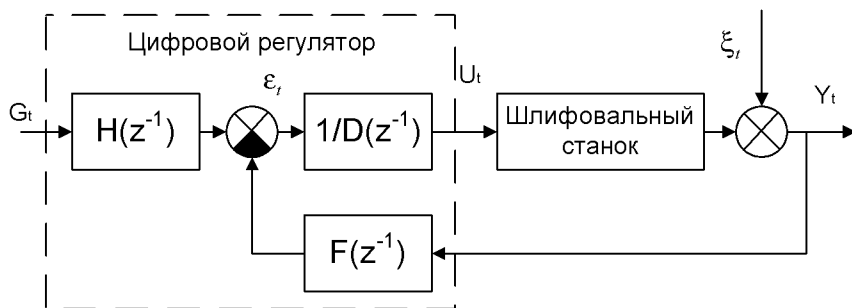 Цифровой регулятор
ξt
Gt
H(z⁻¹)
εt
1/D(z⁻¹)
Ut
Шлифовальный
станок
Yt
F(z⁻¹)